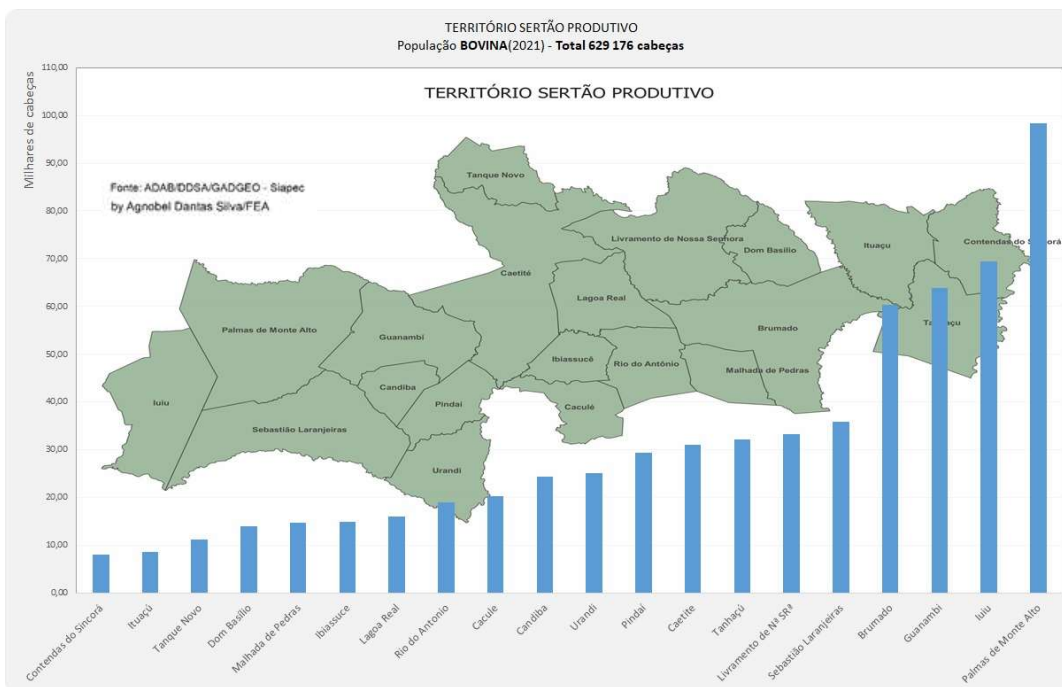 TERRITÓRIO SERTÃO PRODUTIVO
População BOVINA(2021) - Total 629 176 cabeças
Milhares de cabeças
110,00
100,00
90,00
80,00
70,00
60,00
50,00
40,00
30,00
20,00
10,00
0,00
TERRITÓRIO SERTÃO PRODUTIVO
Fonte: ADAB/DDSA/GADGEO - Siapec
by Agnobel Dantas Silva/FEA
Tanque Novo
Livramento de Nossa Senhora
Dom Basílio
Ituaçu
Contendas do Sincorá
Caetité
Lagoa Real
Palmas de Monte Alto
Guanambi
Brumado
Tanhaçu
Ibiassucê
Rio do Antônio
Malhada de Pedras
Candiba
Iuiu
Pindaí
Caculé
Sebastião Laranjeiras
Urandi
Contendas do Sincorá
Ituaçú
Tanque Novo
Dom Basílio
Malhada de Pedras
Ibiassuce
Lagoa Real
Rio do Antonio
Cacule
Candiba
Urandi
Pindaí
Caetite
Tanhaçú
Livramento de Nª SRª
Sebastião Laranjeiras
Brumado
Guanambi
Iuiu
Palmas de Monte Alto